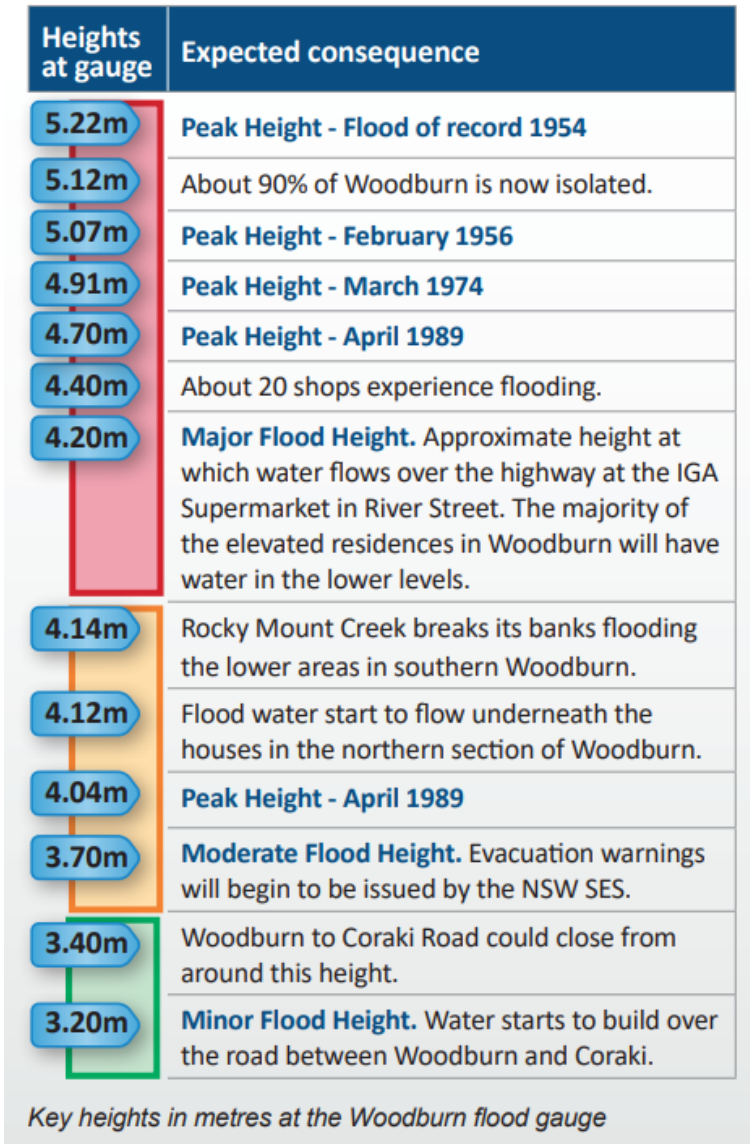 Heights
at gauge
Expected consequence
5.22m
Peak Height - Flood of record 1954
5.12m
About 90% of Woodburn is now isolated.
5.07m
Peak Height - February 1956
4.91m
Peak Height - March 1974
4.70m
Peak Height - April 1989
4.40m
About 20 shops experience flooding.
4.20m
Major Flood Height. Approximate height at
which water flows over the highway at the IGA
Supermarket in River Street. The majority of
the elevated residences in Woodburn will have
water in the lower levels.
4.14m
Rocky Mount Creek breaks its banks flooding
the lower areas in southern Woodburn.
4.12m
Flood water start to flow underneath the
houses in the northern section of Woodburn.
4.04m
Peak Height - April 1989
3.70m
Moderate Flood Height. Evacuation warnings
will begin to be issued by the NSW SES.
3.40m
Woodburn to Coraki Road could close from
around this height.
3.20m
Minor Flood Height. Water starts to build over
the road between Woodburn and Coraki.
Key heights in metres at the Woodburn flood gauge